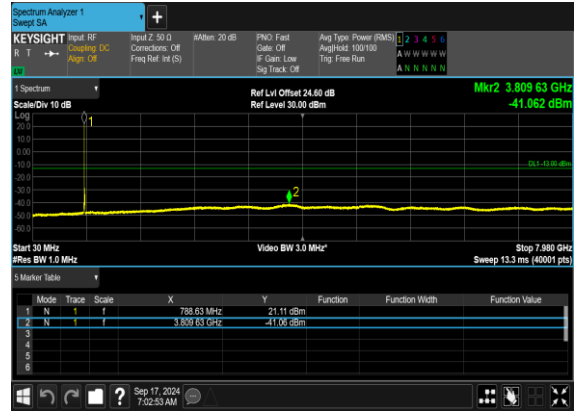 Spectrum Analyzer 1
Swept SA
+
KEYSIGHT Input: RF Input Z: 50 Ω #Atten: 20 dB PNO: Fast Avg Type: Power (RMS) 1 2 3 4 5 6
R T Coupling: DC Corrections: Off Gate: Off Avg|Hold: 100/100 A W W W W W
Align: Off Freq Ref: Int (S) IF Gain: Low Trig: Free Run
LM Sig Track: Off A N N N N N
1 Spectrum Ref Lvl Offset 24.60 dB Mkr2 3.809 63 GHz
Scale/Div 10 dB Ref Level 30.00 dBm -41.062 dBm
Log 1
20.0
10.0
0.00
-10.0 DL1 -13.00 dBm
-20.0
-30.0 2
-40.0
-50.0
-60.0
Start 30 MHz Video BW 3.0 MHz* Stop 7.980 GHz
#Res BW 1.0 MHz Sweep 13.3 ms (40001 pts)
5 Marker Table
Mode Trace Scale X Y Function Function Width Function Value
1 N 1 f 788.63 MHz 21.11 dBm
2 N 1 f 3.809 63 GHz -41.06 dBm
3
4
5
6
? Sep 17, 2024
7:02:53 AM